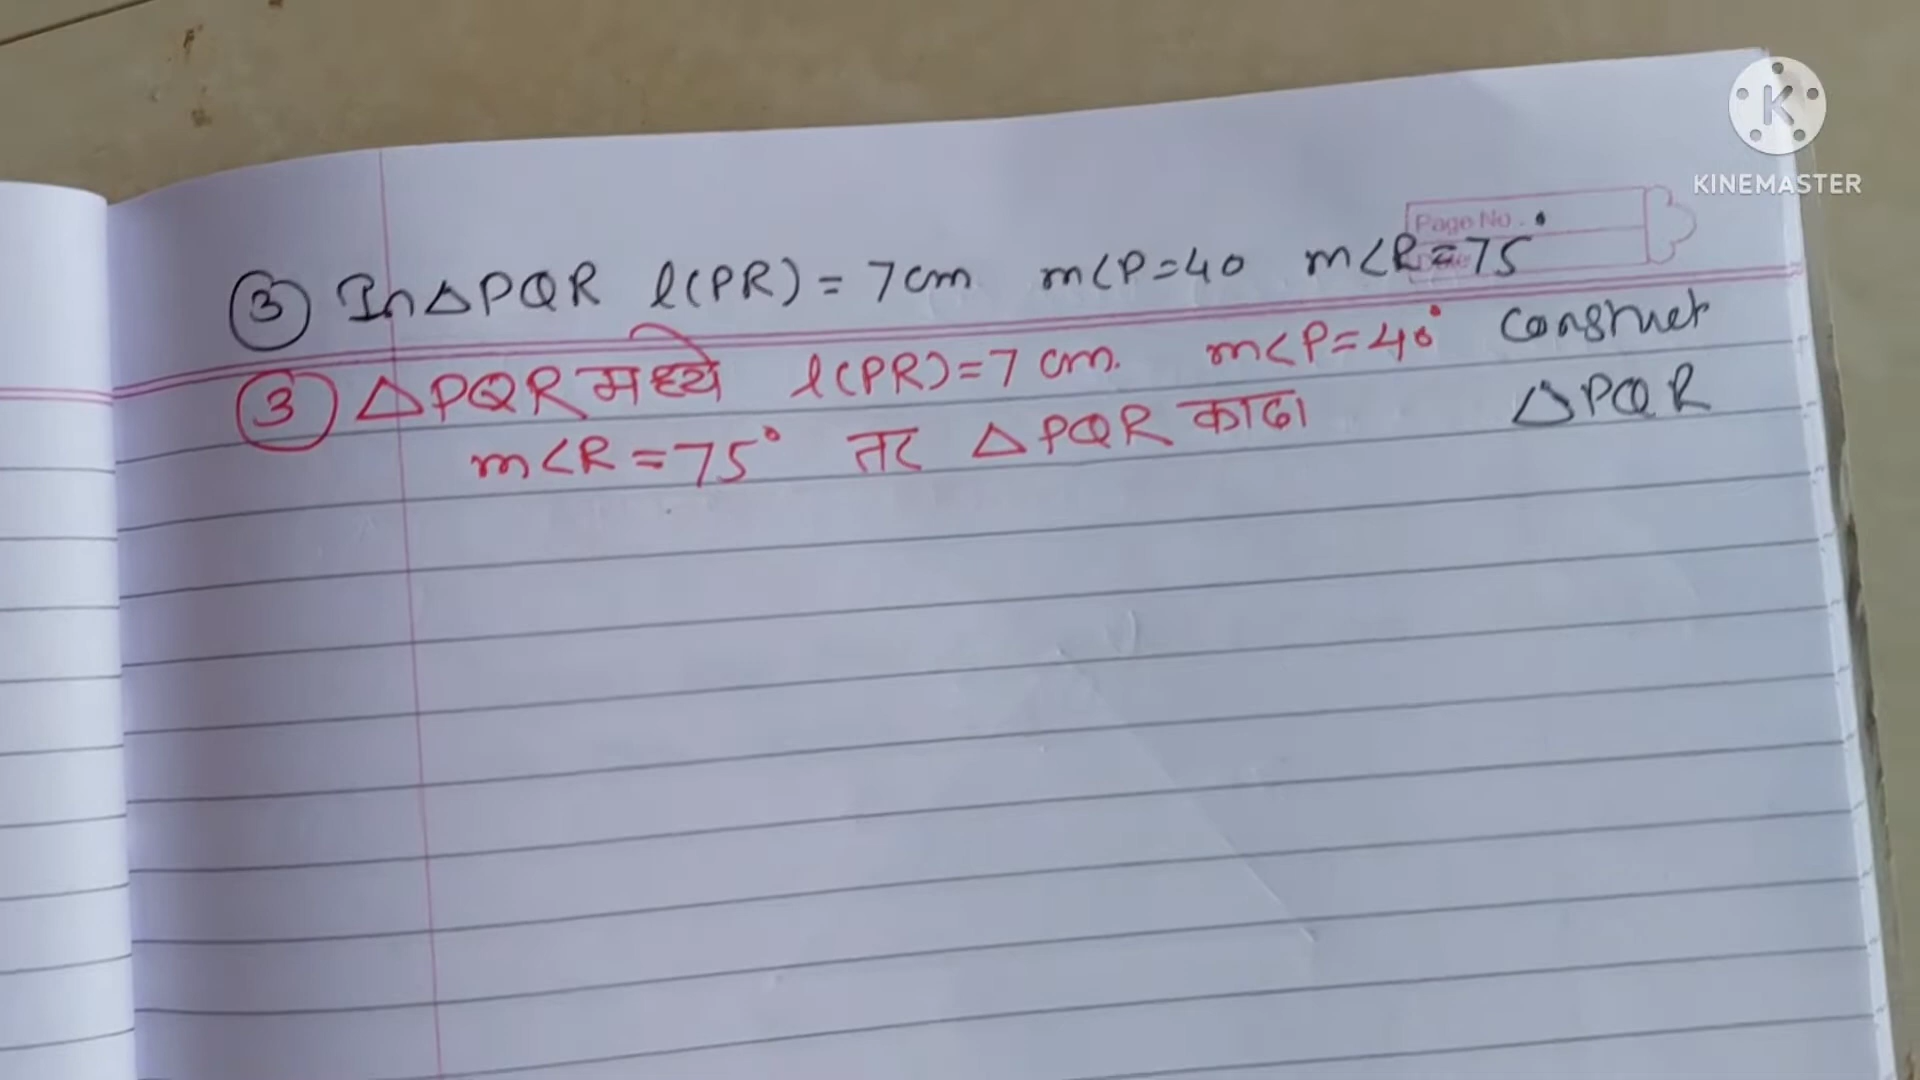 KINEMASTER
Page No.
③ In △PQR l(PR) = 7cm m<P=40 m<R=75°
Construct
△PQR
③ △PQR मध्ये l(PR)=7 cm. m<P=40°
m<R=75° तर △PQR काढा